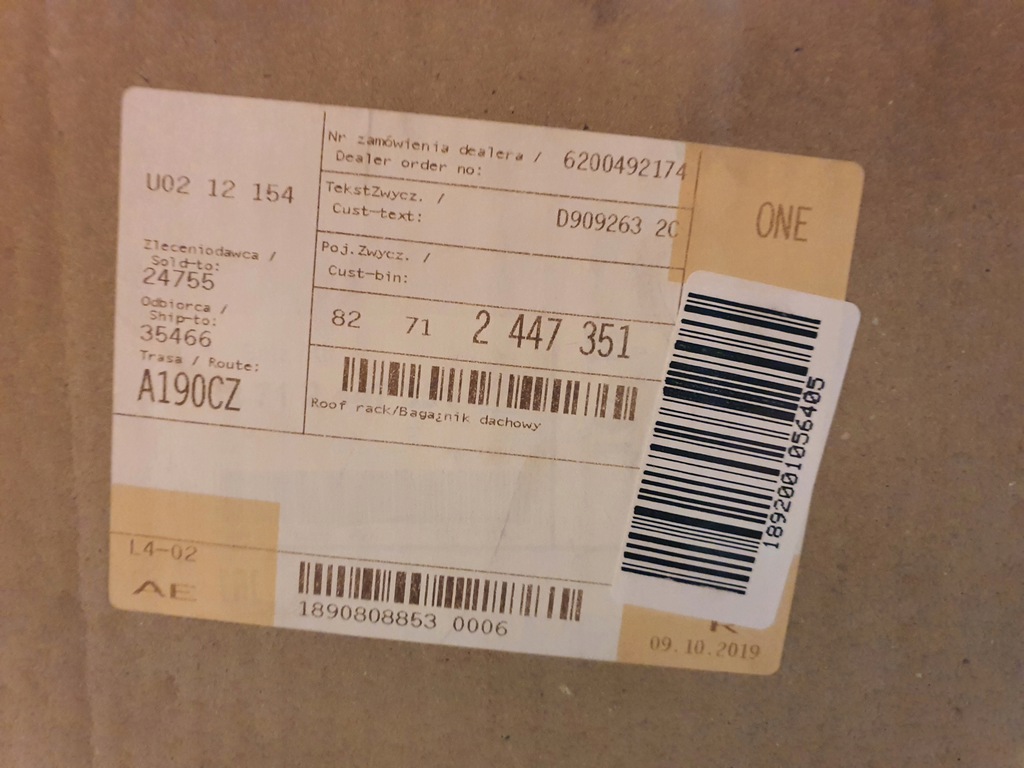 U02 12 154
Zleceniodawca /
Sold-to:
24755
Odbiorca /
Ship-to:
35466
Trasa / Route:
A190CZ
Nr zamówienia dealera /
Dealer order no:
6200492174
TekstZwycz. /
Cust-text:
D909263 20
Poj.Zwycz. /
Cust-bin:
82 71 2 447 351
Roof rack/Bagażnik dachowy
ONE
1892001056405
L4-02
AE
1890808853 0006
R
09.10.2019